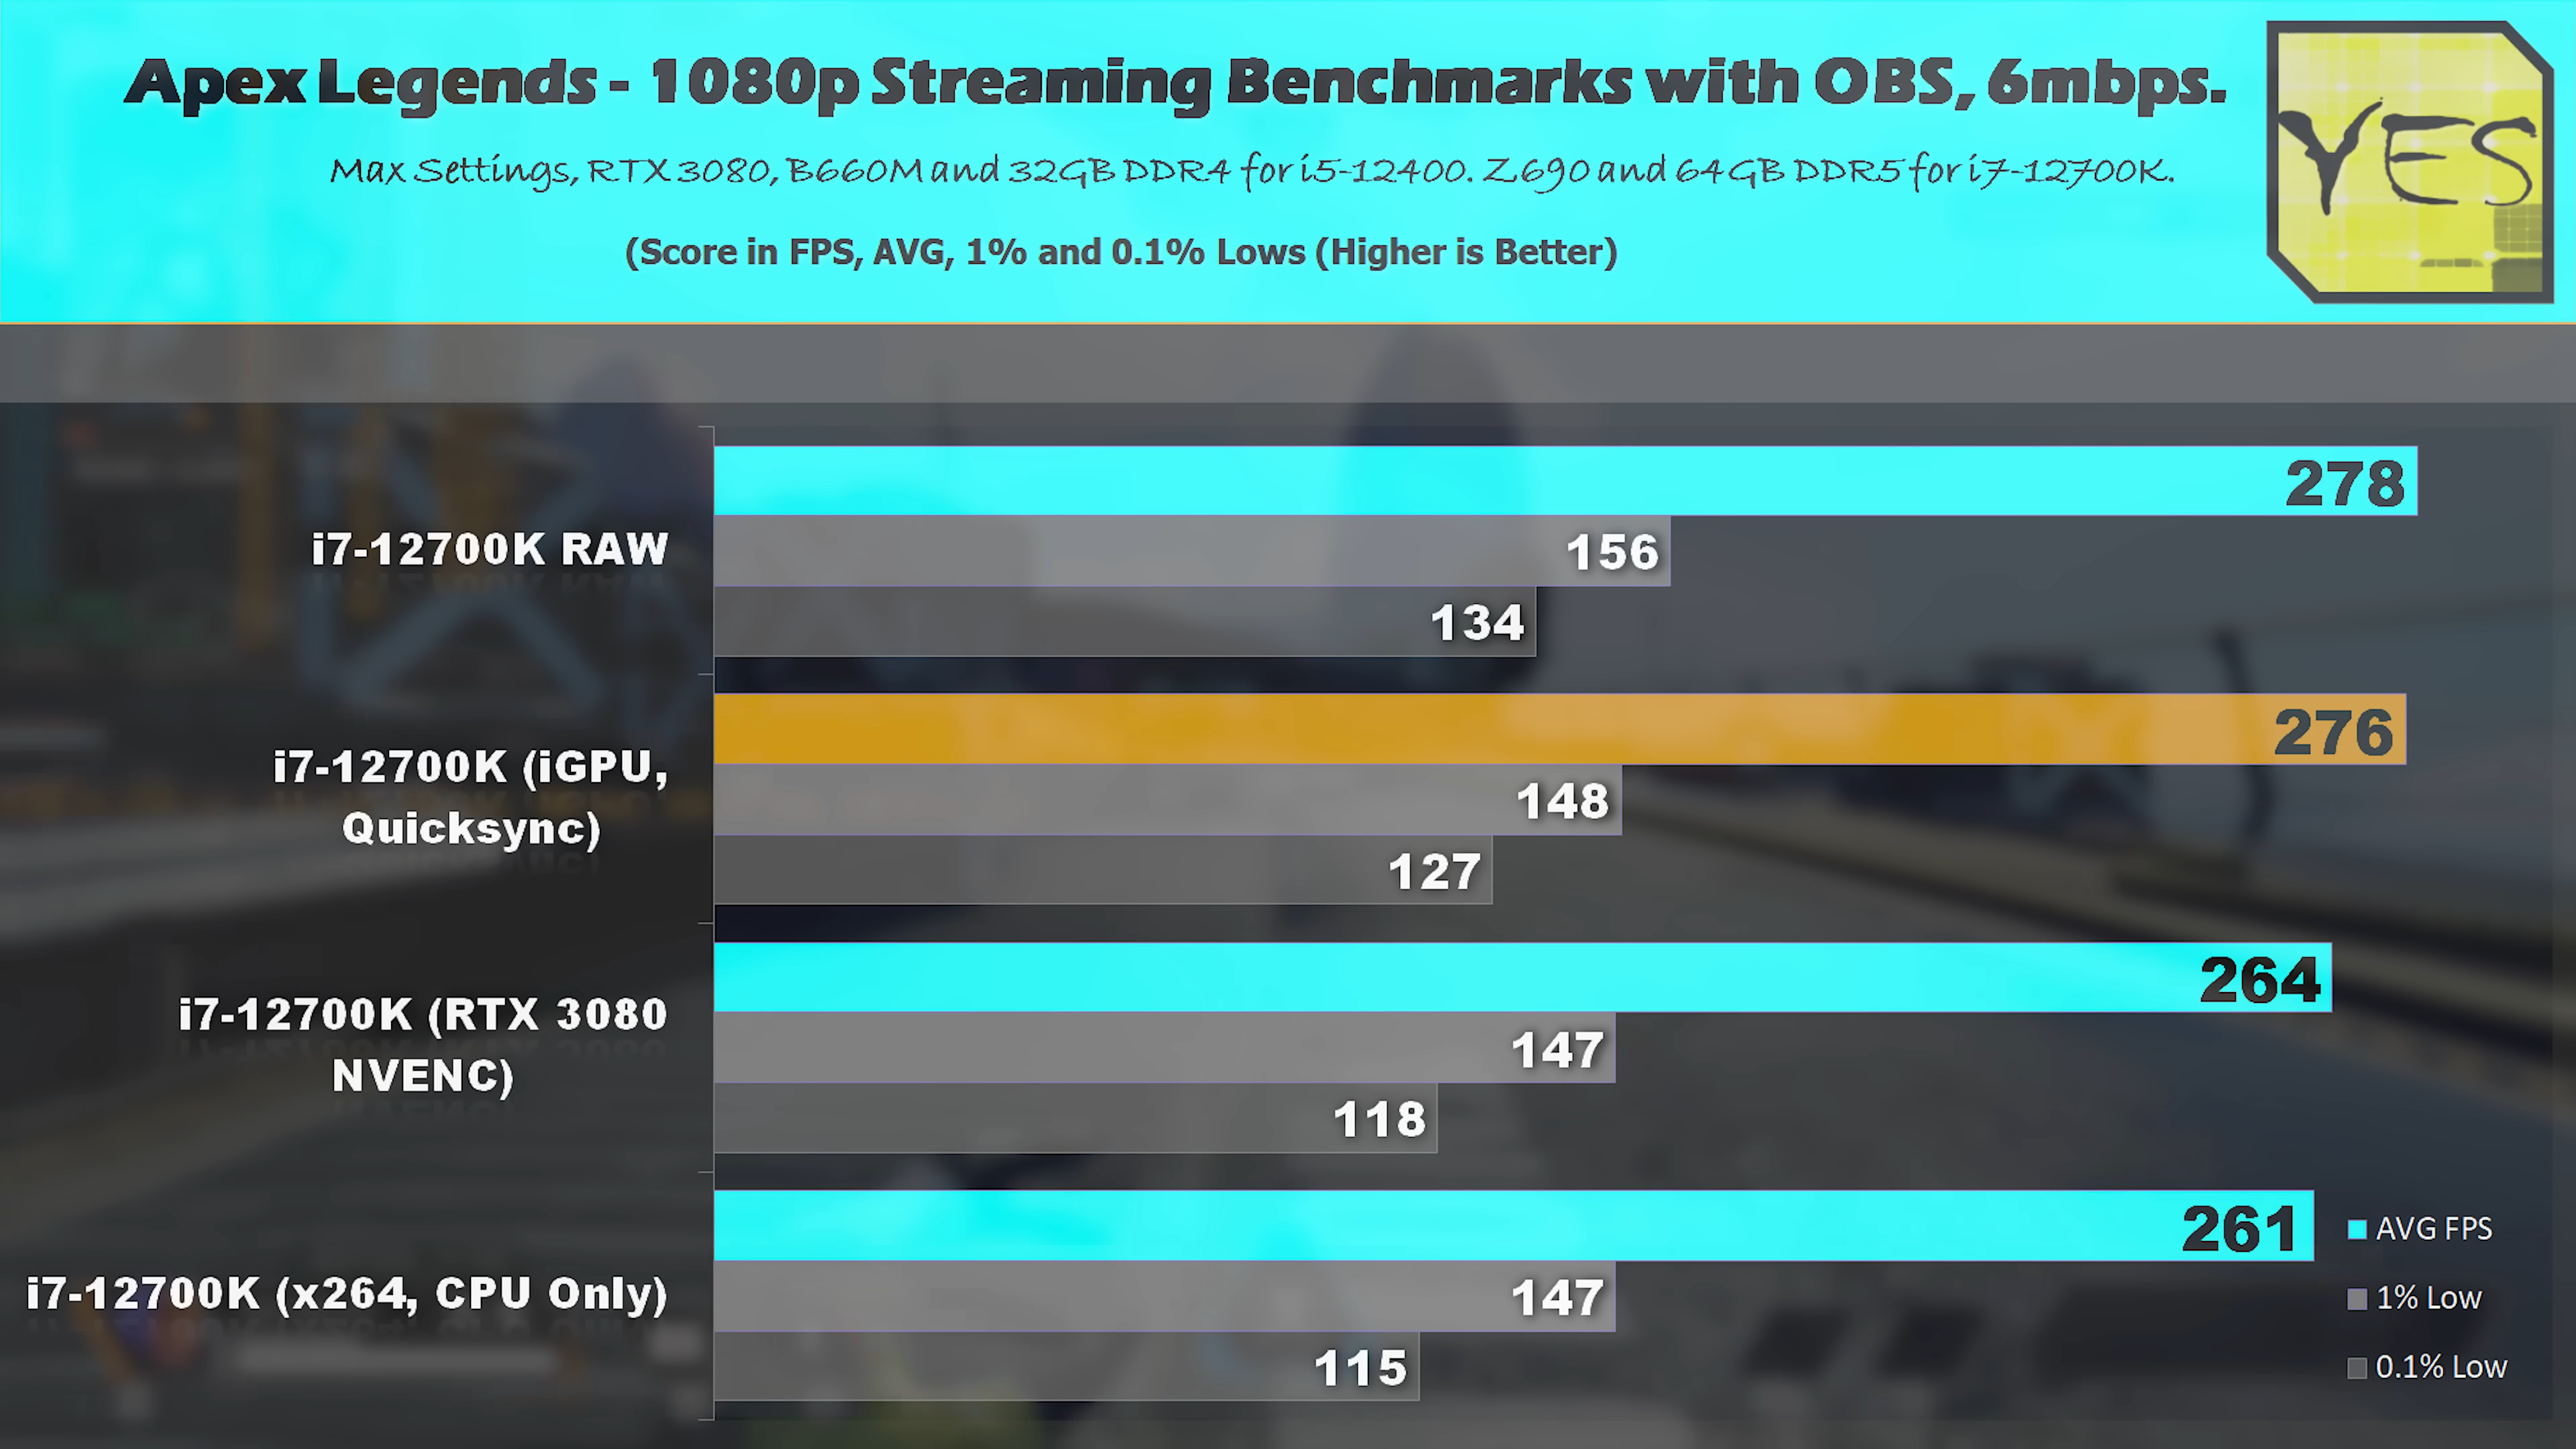 Apex Legends - 1080p Streaming Benchmarks with OBS, 6mbps.
Max Settings, RTX 3080, B660M and 32GB DDR4 for i5-12400. Z690 and 64GB DDR5 for i7-12700K.
(Score in FPS, AVG, 1% and 0.1% Lows (Higher is Better)
YES
i7-12700K RAW
278
156
134
i7-12700K (iGPU,
Quicksync)
276
148
127
i7-12700K (RTX 3080
NVENC)
264
147
118
i7-12700K (x264, CPU Only)
261
147
115
AVG FPS
1% Low
0.1% Low